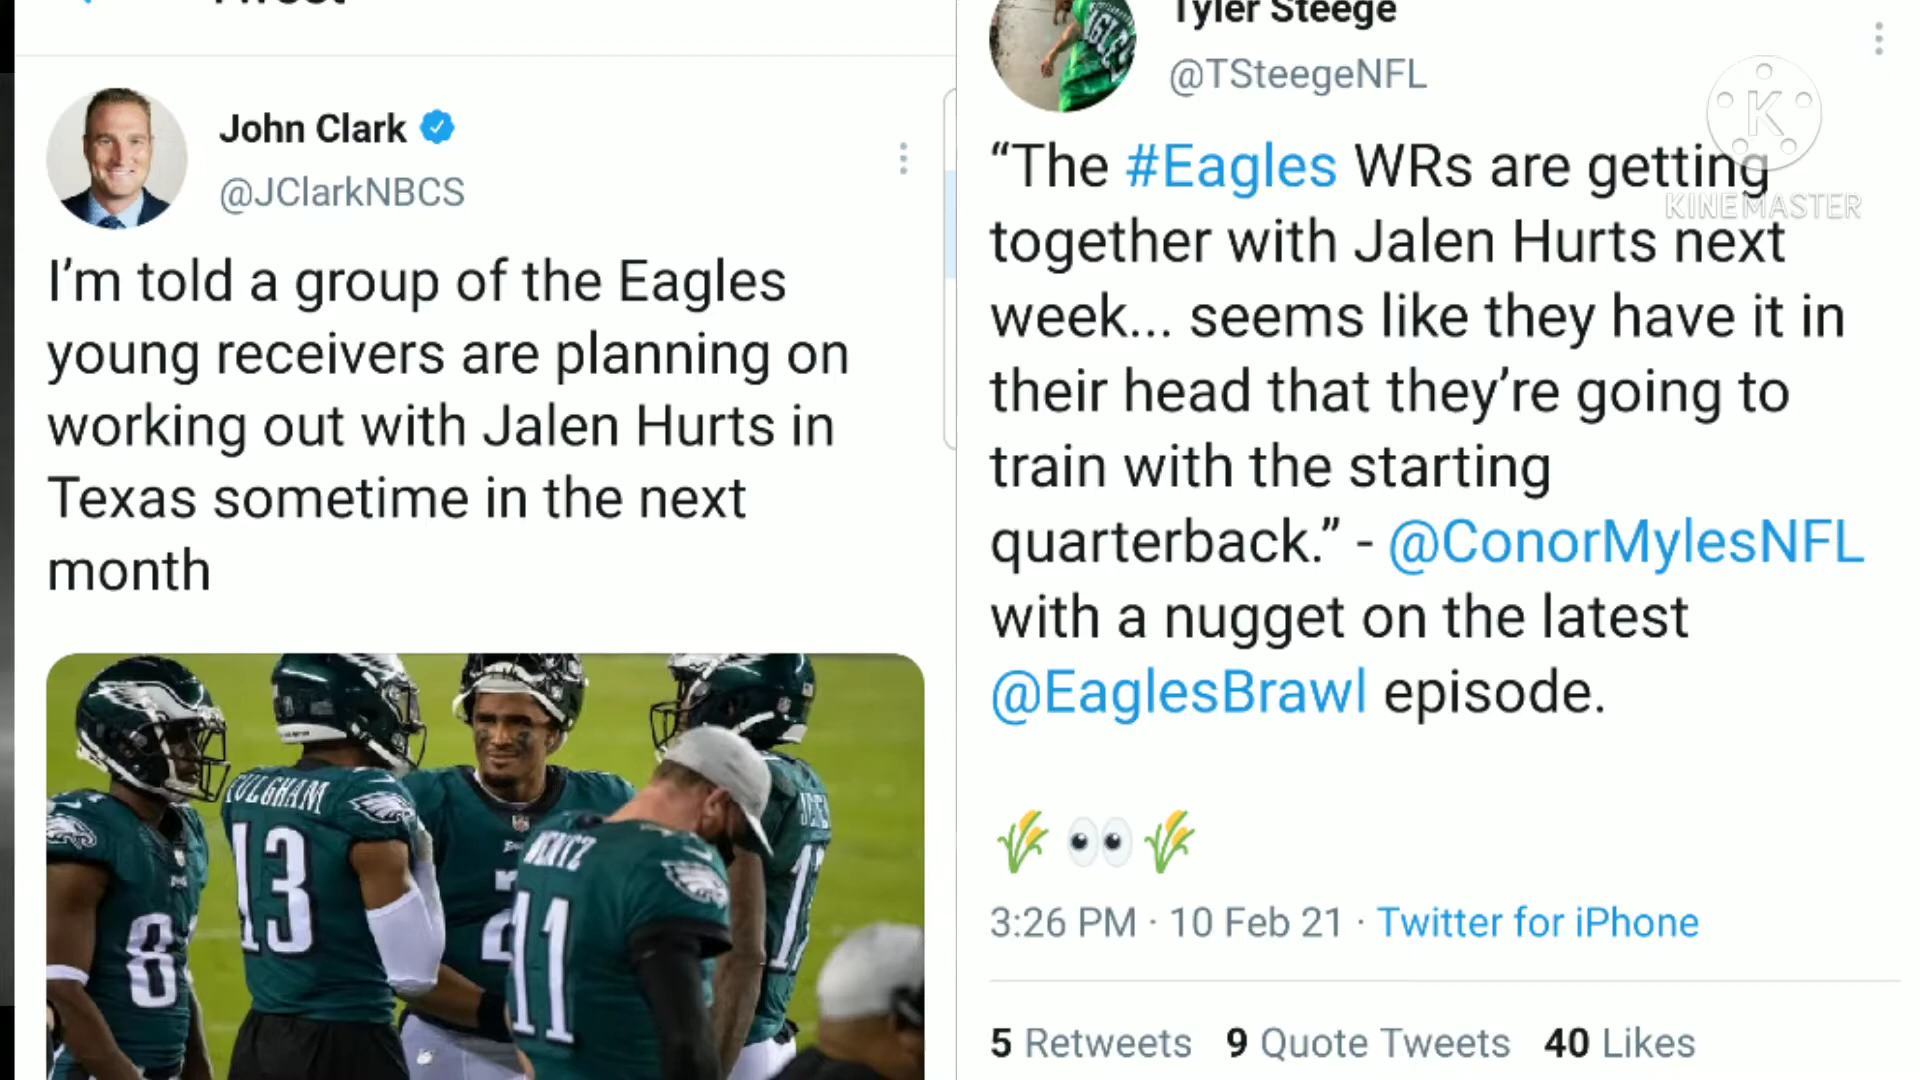 John Clark
@JClarkNBCS
I'm told a group of the Eagles
young receivers are planning on
working out with Jalen Hurts in
Texas sometime in the next
month
FULGHAM
13
8
2
WENTZ
11
17
Tyler Steege
@TSteegeNFL
K
KINEMASTER
“The #Eagles WRs are getting
together with Jalen Hurts next
week... seems like they have it in
their head that they’re going to
train with the starting
quarterback.” - @ConorMylesNFL
with a nugget on the latest
@EaglesBrawl episode.
3:26 PM · 10 Feb 21 · Twitter for iPhone
5 Retweets 9 Quote Tweets 40 Likes